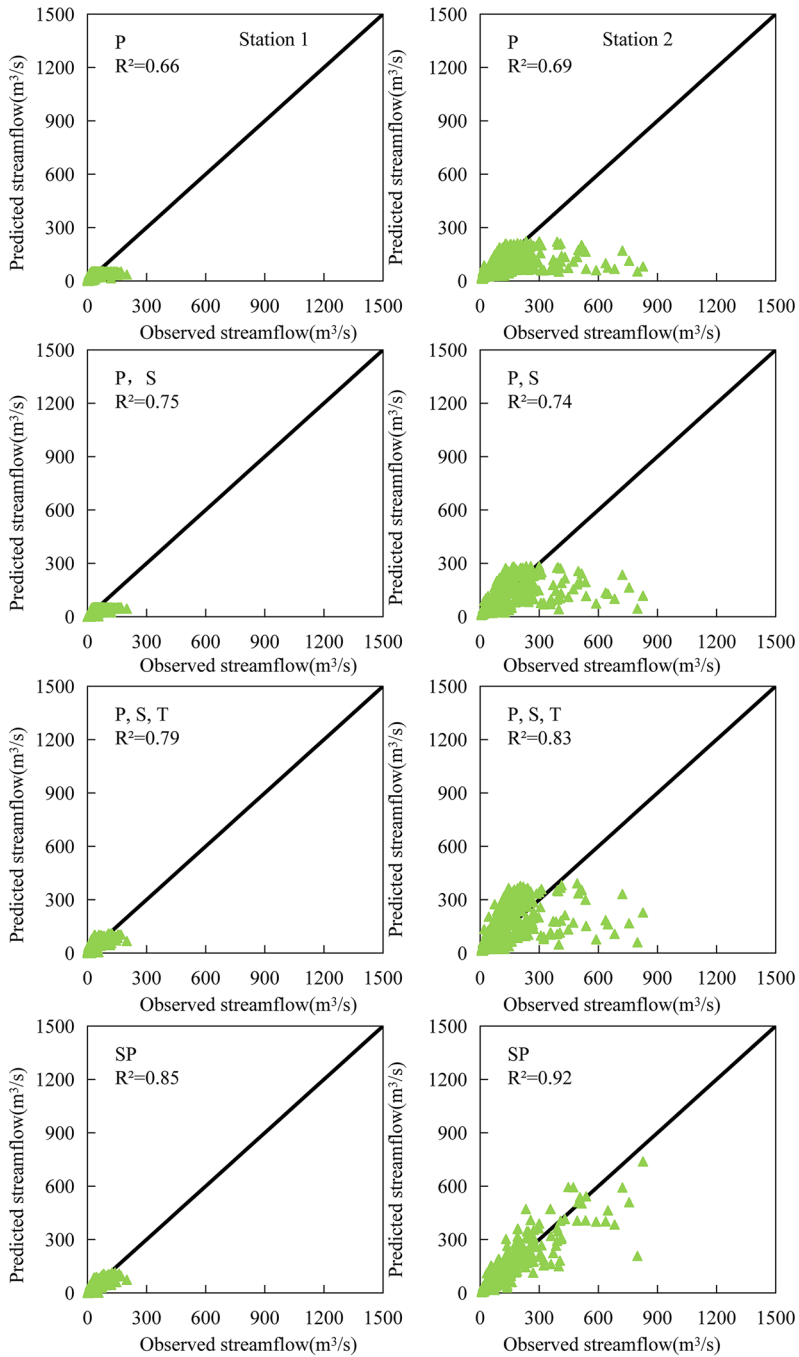 1500
1200
900
600
300
0
0 300 600 900 1200 1500
Predicted streamflow(m³/s)
Observed streamflow(m³/s)
P
R²=0.66
Station 1
1500
1200
900
600
300
0
0 300 600 900 1200 1500
Predicted streamflow(m³/s)
Observed streamflow(m³/s)
P
R²=0.69
Station 2
1500
1200
900
600
300
0
0 300 600 900 1200 1500
Predicted streamflow(m³/s)
Observed streamflow(m³/s)
P，S
R²=0.75
1500
1200
900
600
300
0
0 300 600 900 1200 1500
Predicted streamflow(m³/s)
Observed streamflow(m³/s)
P, S
R²=0.74
1500
1200
900
600
300
0
0 300 600 900 1200 1500
Predicted streamflow(m³/s)
Observed streamflow(m³/s)
P, S, T
R²=0.79
1500
1200
900
600
300
0
0 300 600 900 1200 1500
Predicted streamflow(m³/s)
Observed streamflow(m³/s)
P, S, T
R²=0.83
1500
1200
900
600
300
0
0 300 600 900 1200 1500
Predicted streamflow(m³/s)
Observed streamflow(m³/s)
SP
R²=0.85
1500
1200
900
600
300
0
0 300 600 900 1200 1500
Predicted streamflow(m³/s)
Observed streamflow(m³/s)
SP
R²=0.92